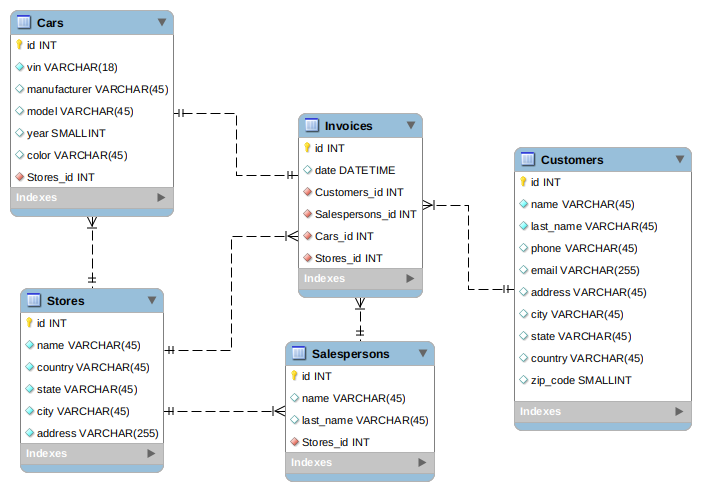 Cars
id INT
vin VARCHAR(18)
manufacturer VARCHAR(45)
model VARCHAR(45)
year SMALLINT
color VARCHAR(45)
Stores_id INT
Indexes
Invoices
id INT
date DATETIME
Customers_id INT
Salespersons_id INT
Cars_id INT
Stores_id INT
Indexes
Customers
id INT
name VARCHAR(45)
last_name VARCHAR(45)
phone VARCHAR(45)
email VARCHAR(255)
address VARCHAR(45)
city VARCHAR(45)
state VARCHAR(45)
country VARCHAR(45)
zip_code SMALLINT
Indexes
Stores
id INT
name VARCHAR(45)
country VARCHAR(45)
state VARCHAR(45)
city VARCHAR(45)
address VARCHAR(255)
Indexes
Salespersons
id INT
name VARCHAR(45)
last_name VARCHAR(45)
Stores_id INT
Indexes